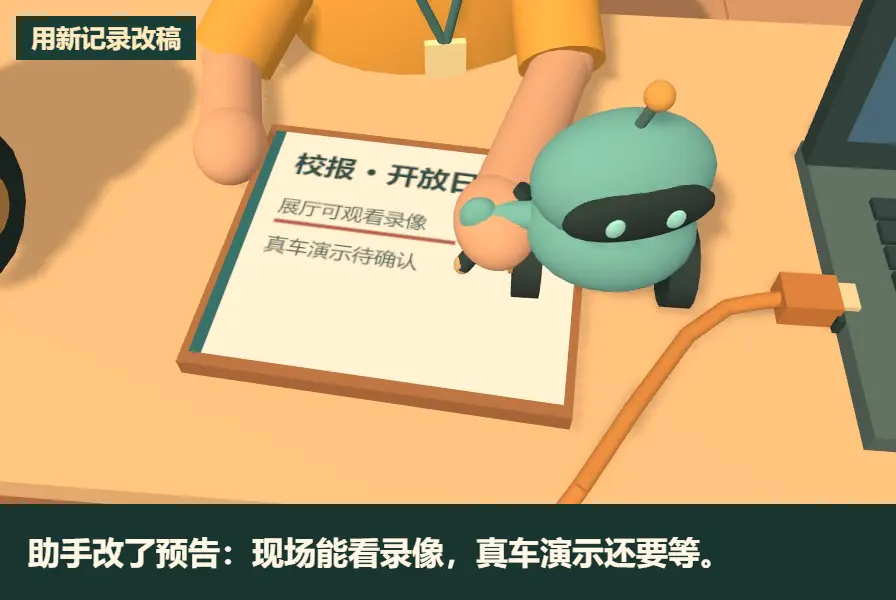 用新记录改稿
校报·开放日
展厅可观看录像
真车演示待确认
助手改了预告：现场能看录像，真车演示还要等。